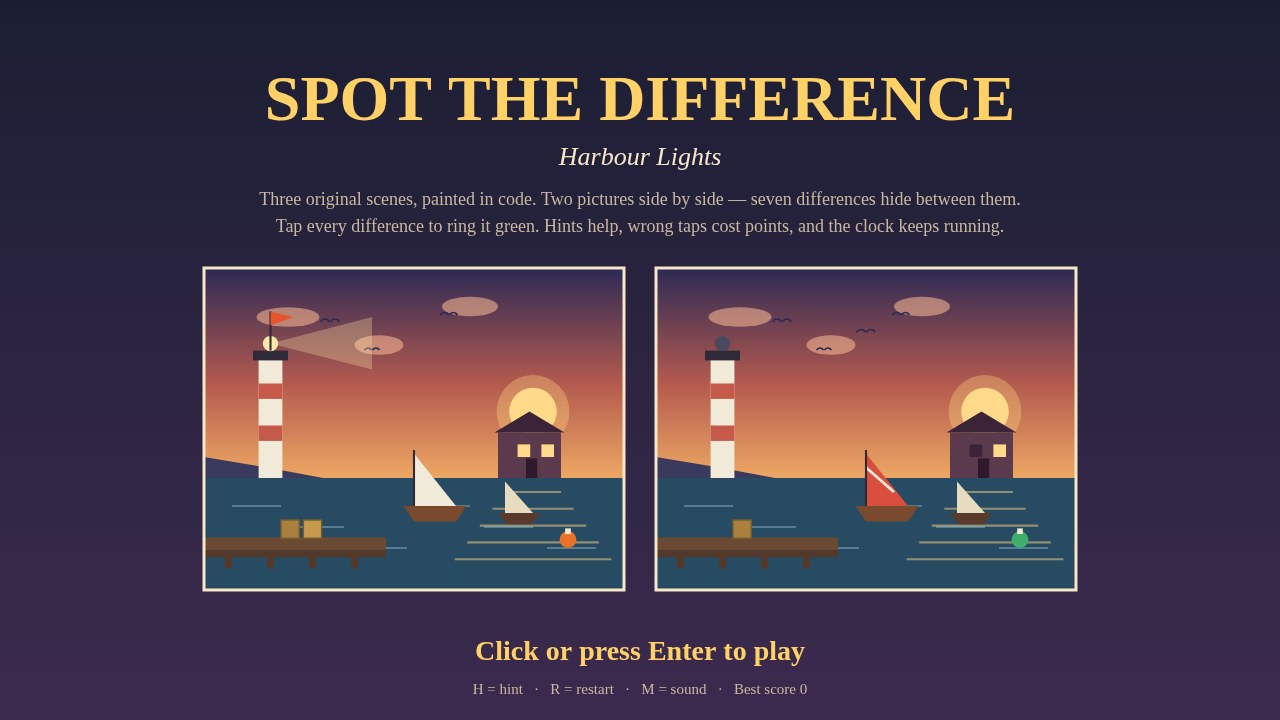 SPOT THE DIFFERENCE
Harbour Lights
Three original scenes, painted in code. Two pictures side by side — seven differences hide between them.
Tap every difference to ring it green. Hints help, wrong taps cost points, and the clock keeps running.
Click or press Enter to play
H = hint · R = restart · M = sound · Best score 0